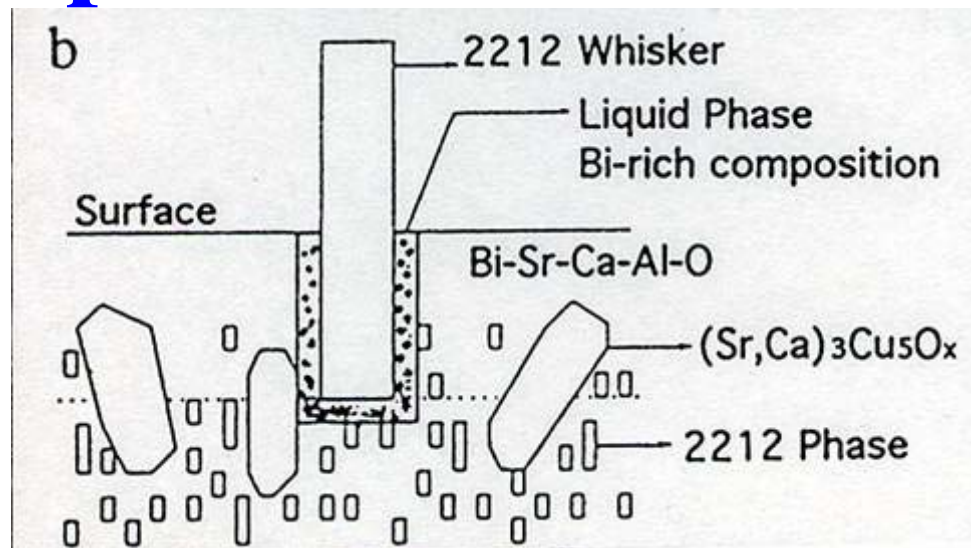 b
2212 Whisker
Liquid Phase
Bi-rich composition
Surface
Bi-Sr-Ca-Al-O
(Sr,Ca)3Cu5Ox
2212 Phase